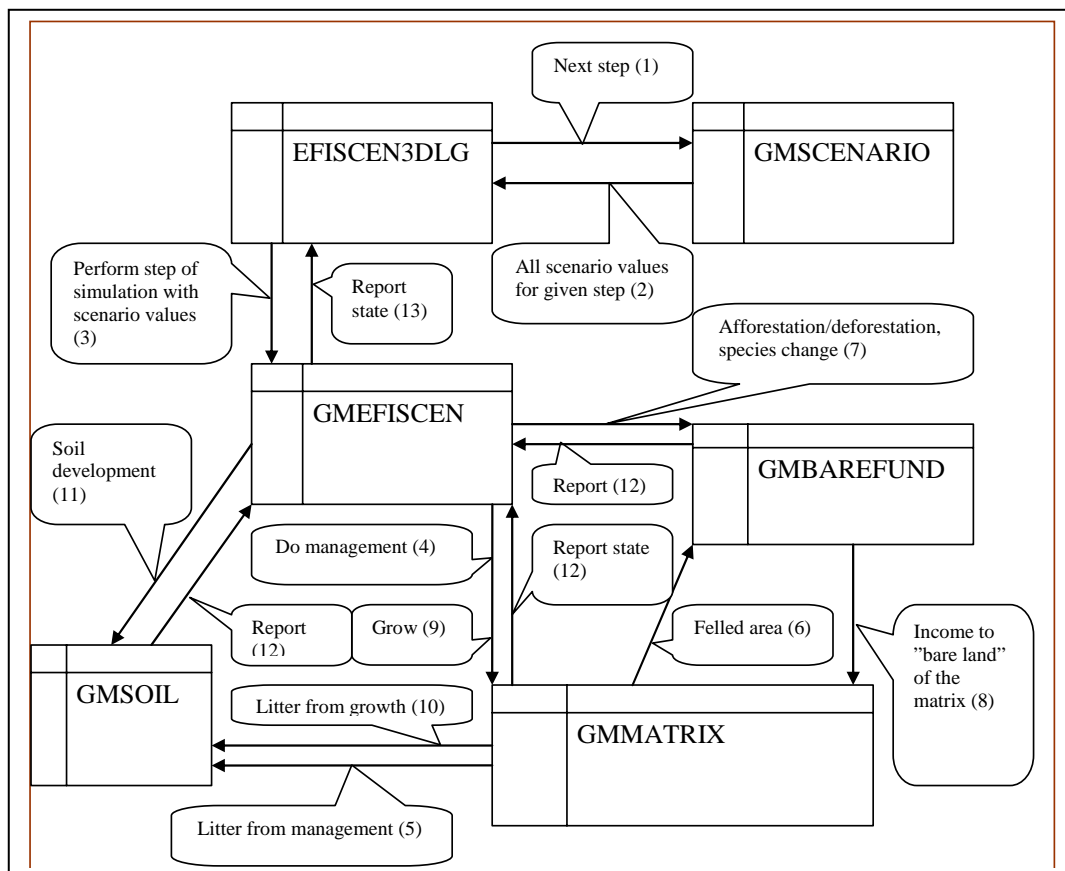 Next step (1)
EFISCEN3DLG
GMSCENARIO
Perform step of
simulation with
scenario values
(3)
Report
state (13)
All scenario values
for given step (2)
Afforestation/deforestation,
species change (7)
GMEFISCEN
Soil
development
(11)
GMBAREFUND
Report (12)
Do management (4)
Report state
(12)
Report
(12)
Grow (9)
Felled area (6)
Income to
”bare land”
of the
matrix (8)
GMSOIL
Litter from growth (10)
GMMATRIX
Litter from management (5)